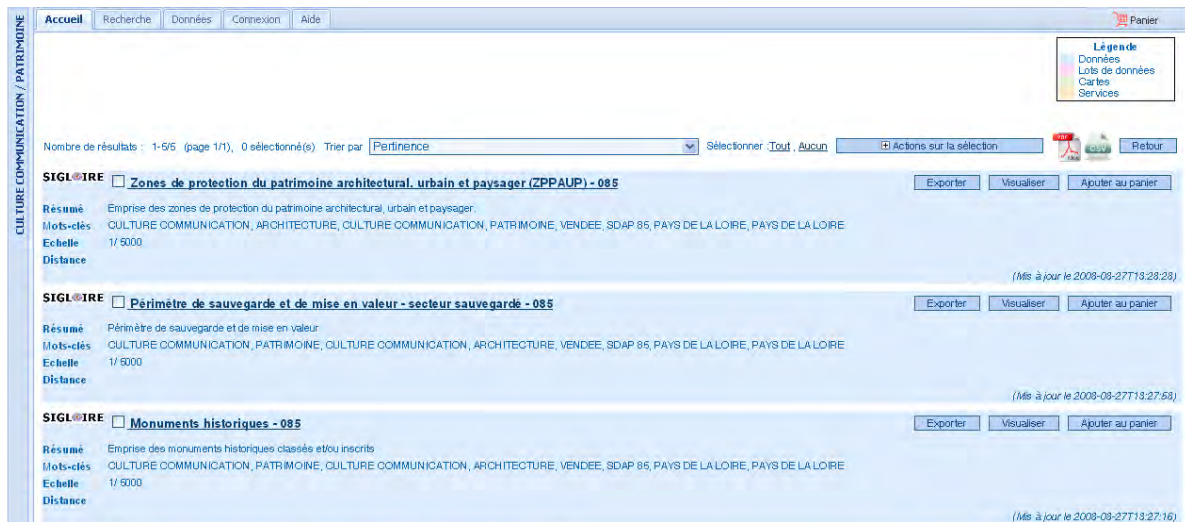 CULTURE COMMUNICATION / PATRIMOINE
Accueil Recherche Données Connexion Aide Panier
Légende
Données
Lots de données
Cartes
Services
Nombre de résultats : 1-5/5 (page 1/1), 0 sélectionné(s) Trier par Pertinence Sélectionner :Tout , Aucun Actions sur la sélection PDF CSV Retour
SIGLOIRE Zones de protection du patrimoine architectural, urbain et paysager (ZPPAUP) - 085 Exporter Visualiser Ajouter au panier
Résumé Emprise des zones de protection du patrimoine architectural, urbain et paysager.
Mots-clés CULTURE COMMUNICATION, ARCHITECTURE, CULTURE COMMUNICATION, PATRIMOINE, VENDEE, SDAP 85, PAYS DE LA LOIRE, PAYS DE LA LOIRE
Echelle 1/ 5000
Distance
(Mis à jour le 2008-08-27T13:28:28)
SIGLOIRE Périmètre de sauvegarde et de mise en valeur - secteur sauvegardé - 085 Exporter Visualiser Ajouter au panier
Résumé Périmètre de sauvegarde et de mise en valeur
Mots-clés CULTURE COMMUNICATION, PATRIMOINE, CULTURE COMMUNICATION, ARCHITECTURE, VENDEE, SDAP 85, PAYS DE LA LOIRE, PAYS DE LA LOIRE
Echelle 1/ 5000
Distance
(Mis à jour le 2008-08-27T13:27:58)
SIGLOIRE Monuments historiques - 085 Exporter Visualiser Ajouter au panier
Résumé Emprise des monuments historiques classés et/ou inscrits
Mots-clés CULTURE COMMUNICATION, PATRIMOINE, CULTURE COMMUNICATION, ARCHITECTURE, VENDEE, SDAP 85, PAYS DE LA LOIRE, PAYS DE LA LOIRE
Echelle 1/ 5000
Distance
(Mis à jour le 2008-08-27T13:27:16)